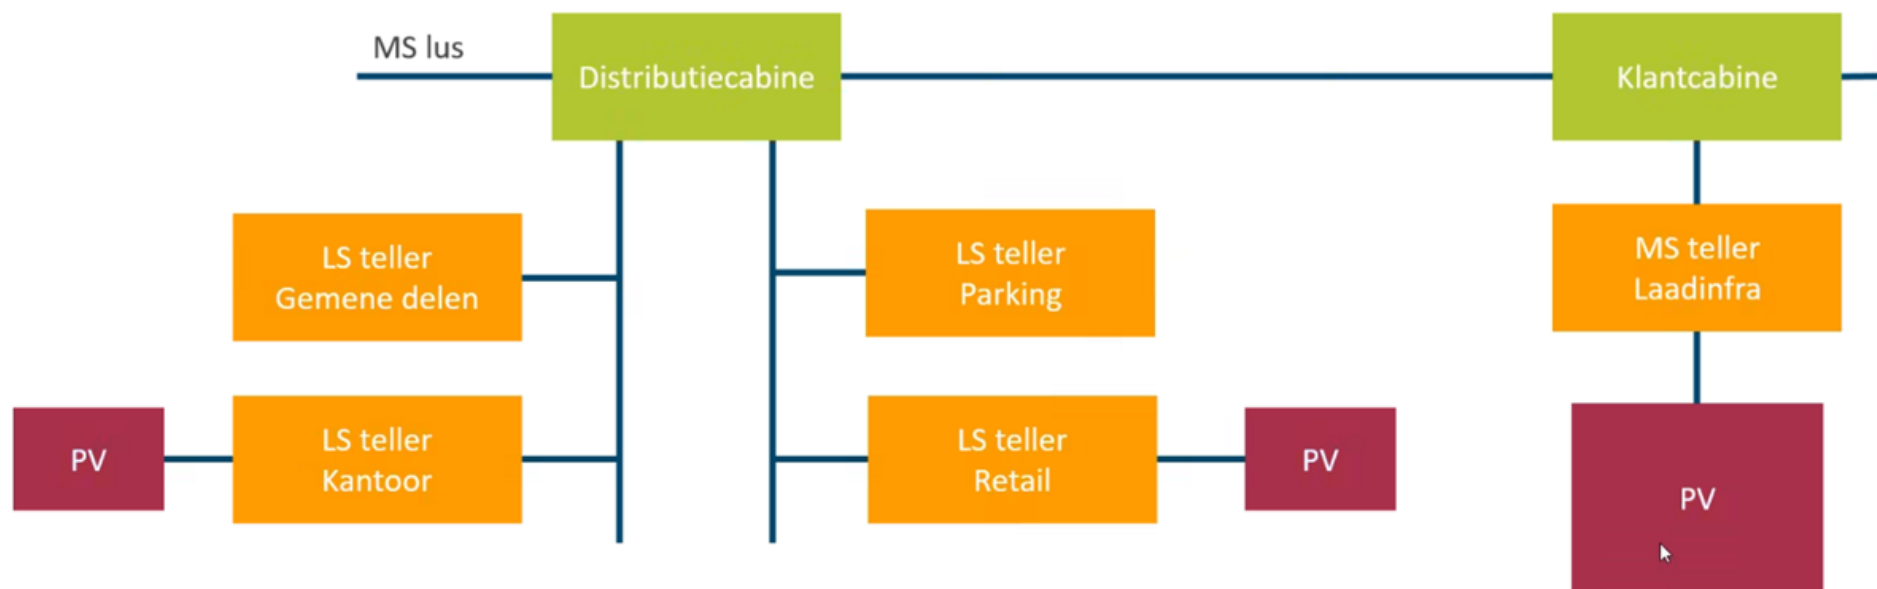 MS lus
Distributiecabine
Klantcabine
LS teller
Gemene delen
LS teller
Parking
MS teller
Laadinfra
PV
LS teller
Kantoor
LS teller
Retail
PV
PV